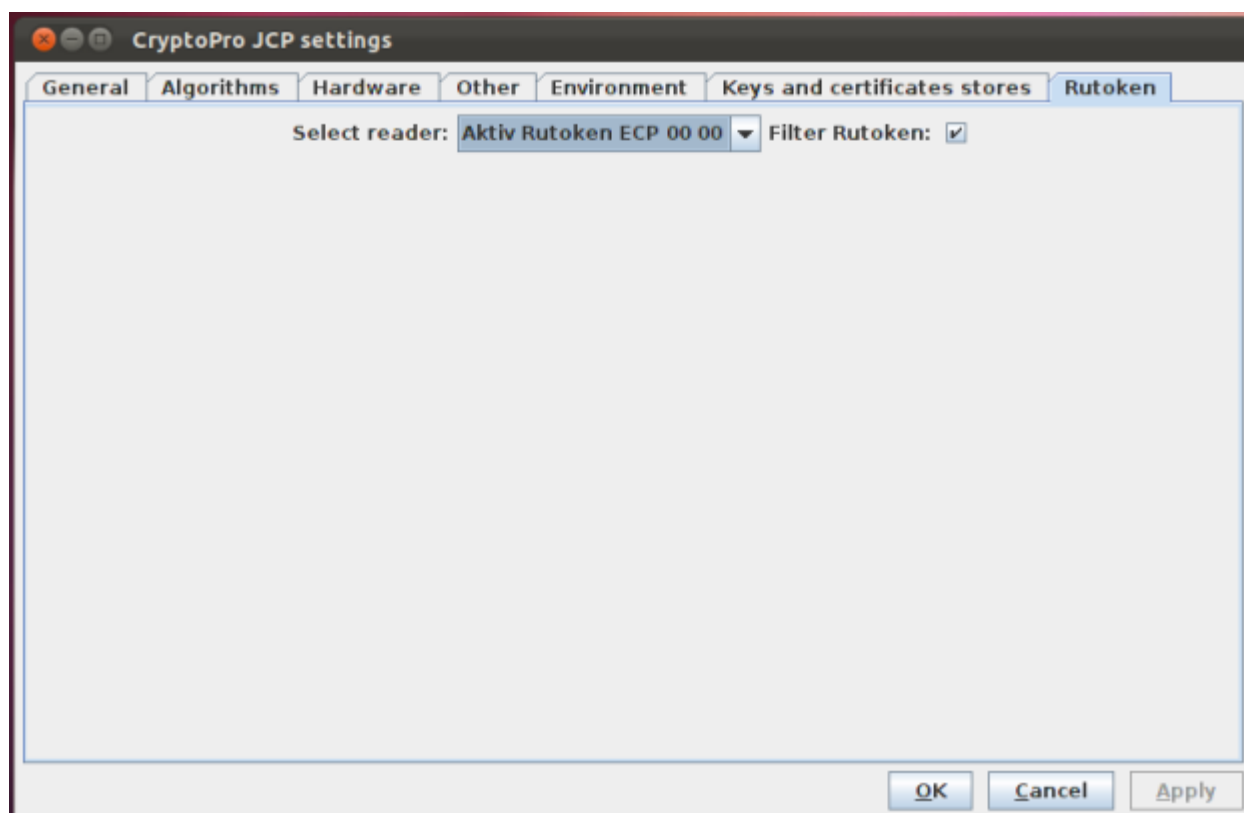 CryptoPro JCP settings
General Algorithms Hardware Other Environment Keys and certificates stores Rutoken
Select reader: Aktiv Rutoken ECP 00 00 Filter Rutoken:
OK Cancel Apply